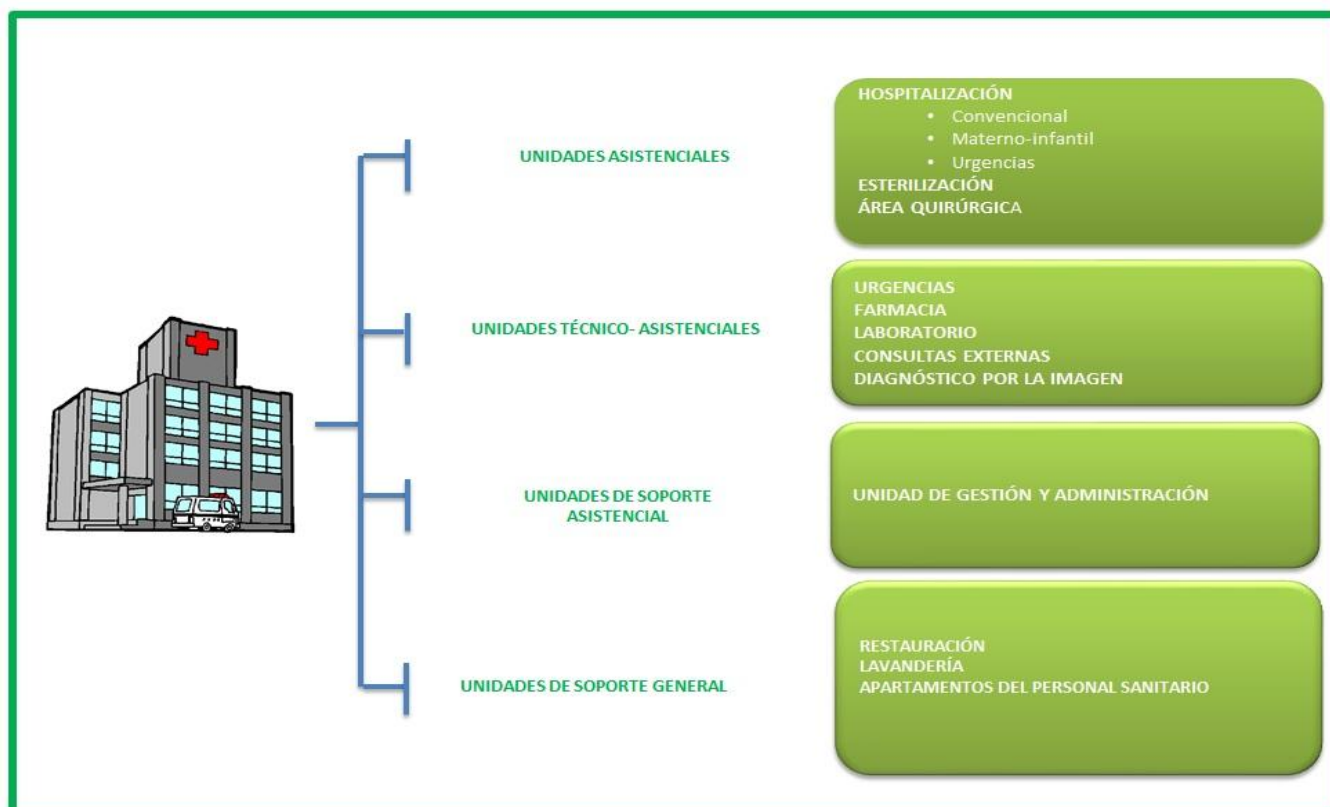 UNIDADES ASISTENCIALES
HOSPITALIZACIÓN
• Convencional
• Materno-infantil
• Urgencias
ESTERILIZACIÓN
ÁREA QUIRÚRGICA
UNIDADES TÉCNICO- ASISTENCIALES
URGENCIAS
FARMACIA
LABORATORIO
CONSULTAS EXTERNAS
DIAGNÓSTICO POR LA IMAGEN
UNIDADES DE SOPORTE
ASISTENCIAL
UNIDAD DE GESTIÓN Y ADMINISTRACIÓN
UNIDADES DE SOPORTE GENERAL
RESTAURACIÓN
LAVANDERÍA
APARTAMENTOS DEL PERSONAL SANITARIO